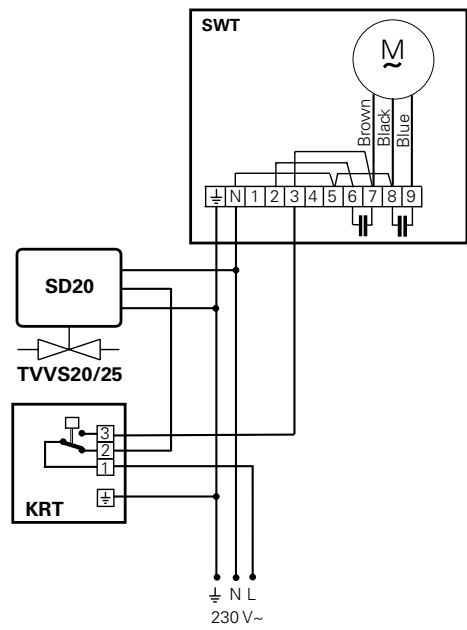 SWT
M
~
Brown
Black
Blue
N 1 2 3 4 5 6 7 8 9
SD20
TVVS20/25
3
2
1
KRT
N L
230 V~